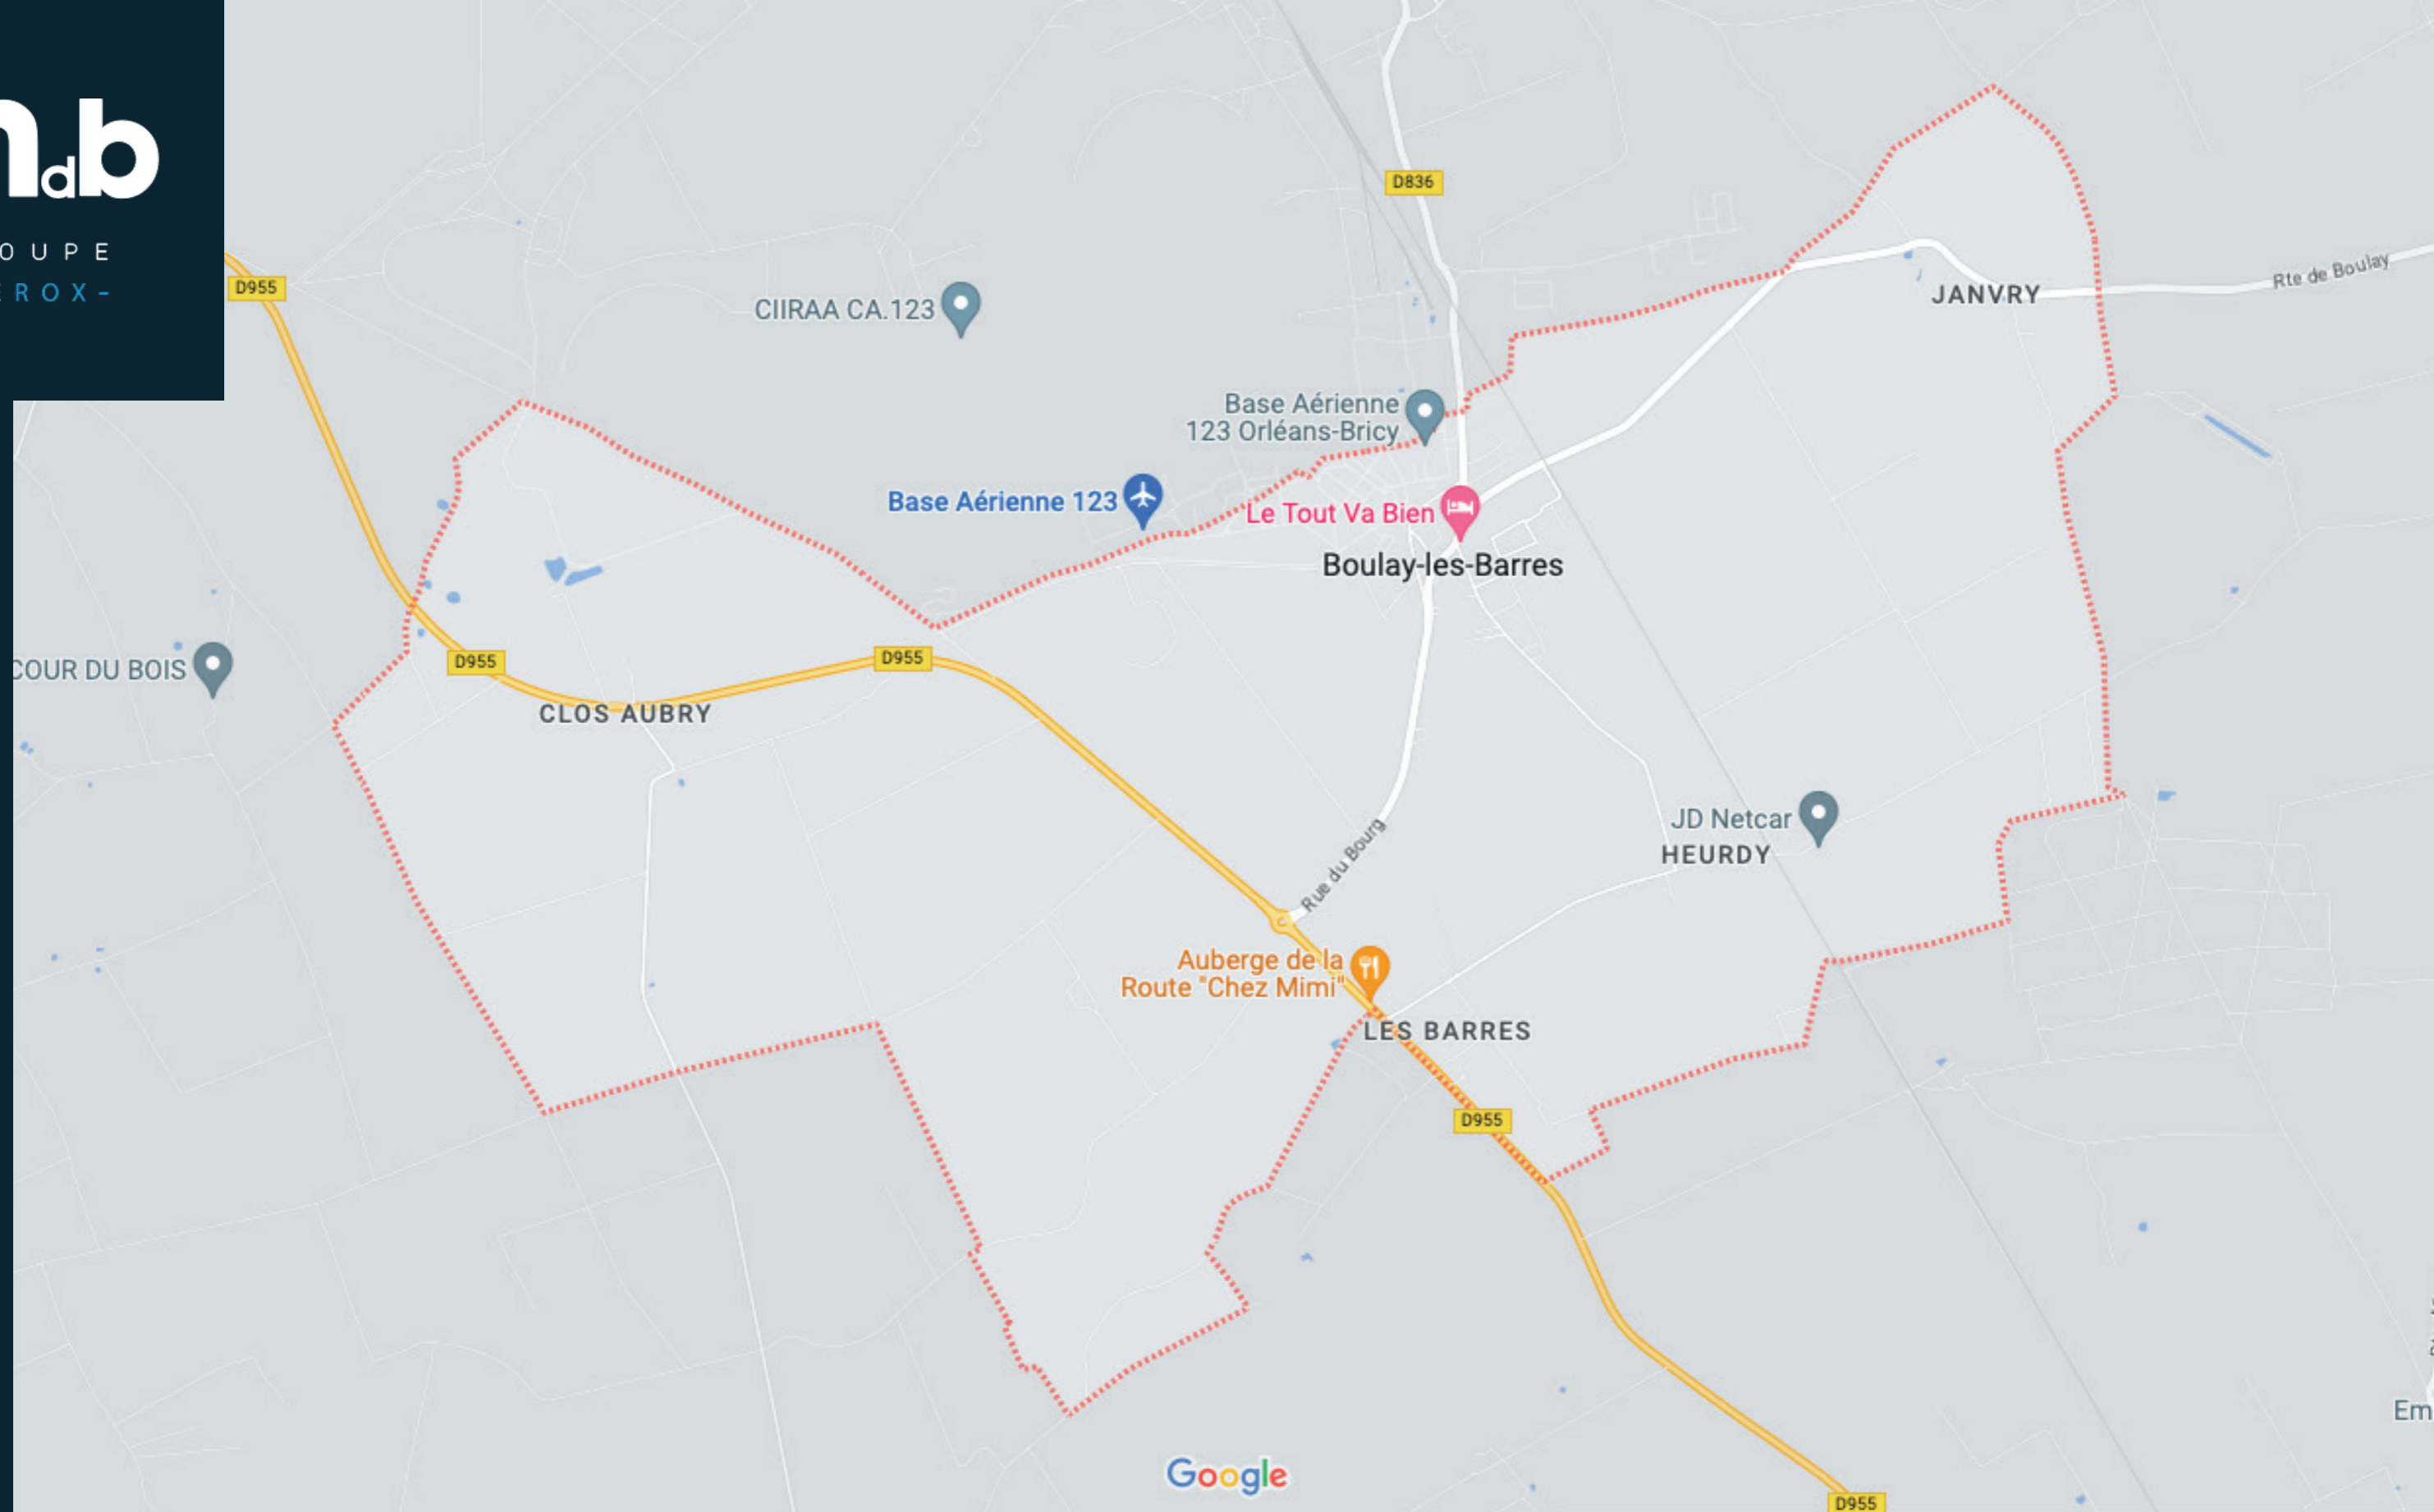 db
OUPE
EROX-
D836
D955
JANVRY
Rte de Boulay
CIIRAA CA.123
Base Aérienne
123 Orléans-Bricy
Base Aérienne 123
Le Tout Va Bien
Boulay-les-Barres
COUR DU BOIS
D955
D955
CLOS AUBRY
JD Netcar
HEURDY
Rue du Bourg
Auberge de la
Route "Chez Mimi"
LES BARRES
D955
Em
Google
D955